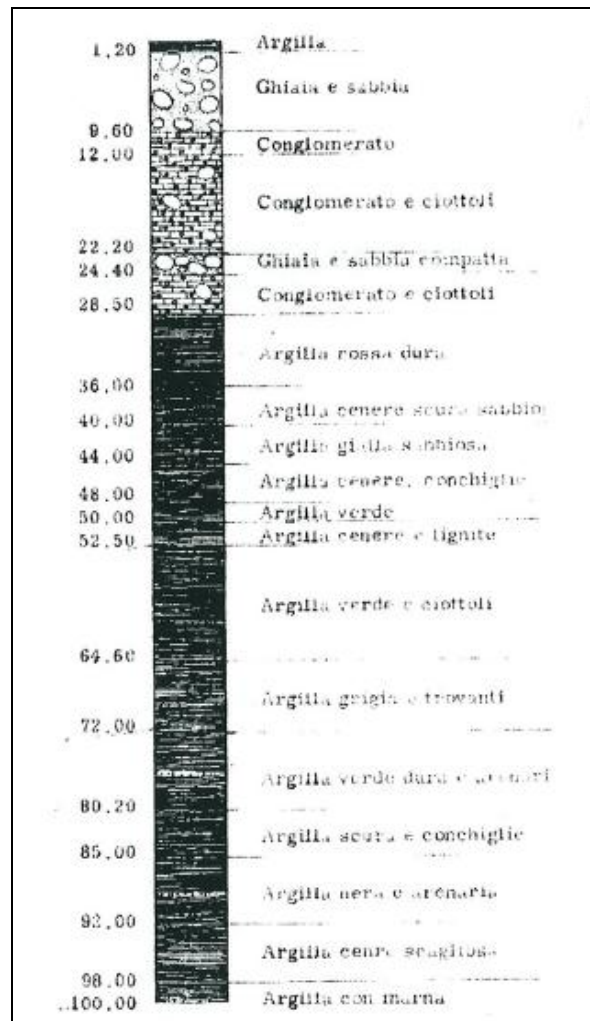 Argilla
1,20
Ghiaia e sabbia
9,60
Conglomerato
12,00
Conglomerato e ciottoli
22,20
Ghiaia e sabbia compatta
24,40
Conglomerato e ciottoli
28,50
Argilla rossa dura
36,00
Argilla cenere scura sabbio
40,00
Argilla gialla sabbiosa
44,00
Argilla cenere, conchiglie
48,00
Argilla verde
50,00
Argilla cenere e lignite
52,50
Argilla verde e ciottoli
64,60
Argilla grigia e trovanti
72,00
Argilla verde dura e arenari
80,20
Argilla scura e conchiglie
85,00
Argilla nera e arenaria
Argilla cenre
98,00
Argilla con marna
100,00